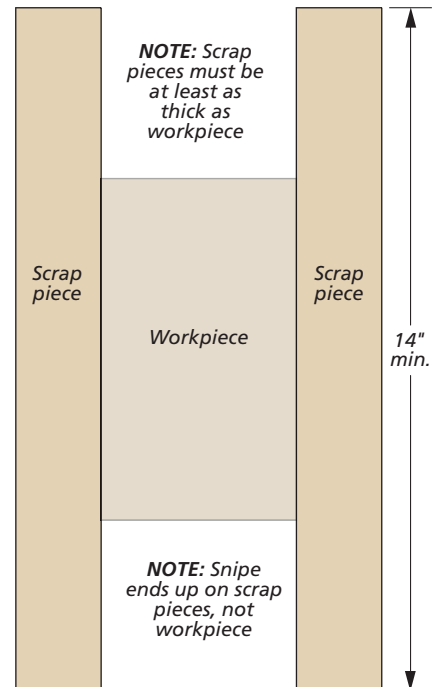 NOTE: Scrap
pieces must be
at least as
thick as
workpiece
Scrap
piece
Workpiece
Scrap
piece
14"
min.
NOTE: Snipe
ends up on scrap
pieces, not
workpiece